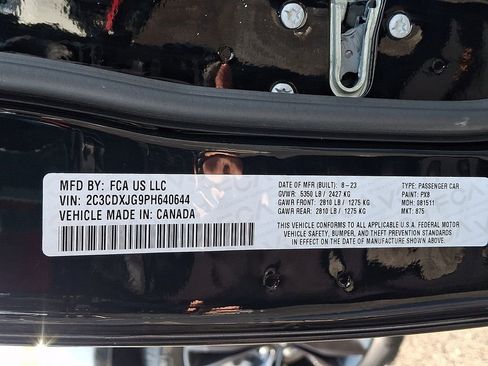 MFD BY: FCA US LLC
VIN: 2C3CDXJG9PH640644
VEHICLE MADE IN: CANADA
DATE OF MFR (BUILT): 8-23
GVWR: 5350 LB / 2427 KG
GAWR FRONT: 2810 LB / 1275 KG
GAWR REAR: 2810 LB / 1275 KG
TYPE: PASSENGER CAR
PAINT: PX8
MDH: 081511
MKT: 875
THIS VEHICLE CONFORMS TO ALL APPLICABLE U.S.A. FEDERAL MOTOR
VEHICLE SAFETY, BUMPER, AND THEFT PREVENTION STANDARDS
IN EFFECT ON THE DATE OF MANUFACTURE SHOWN ABOVE.